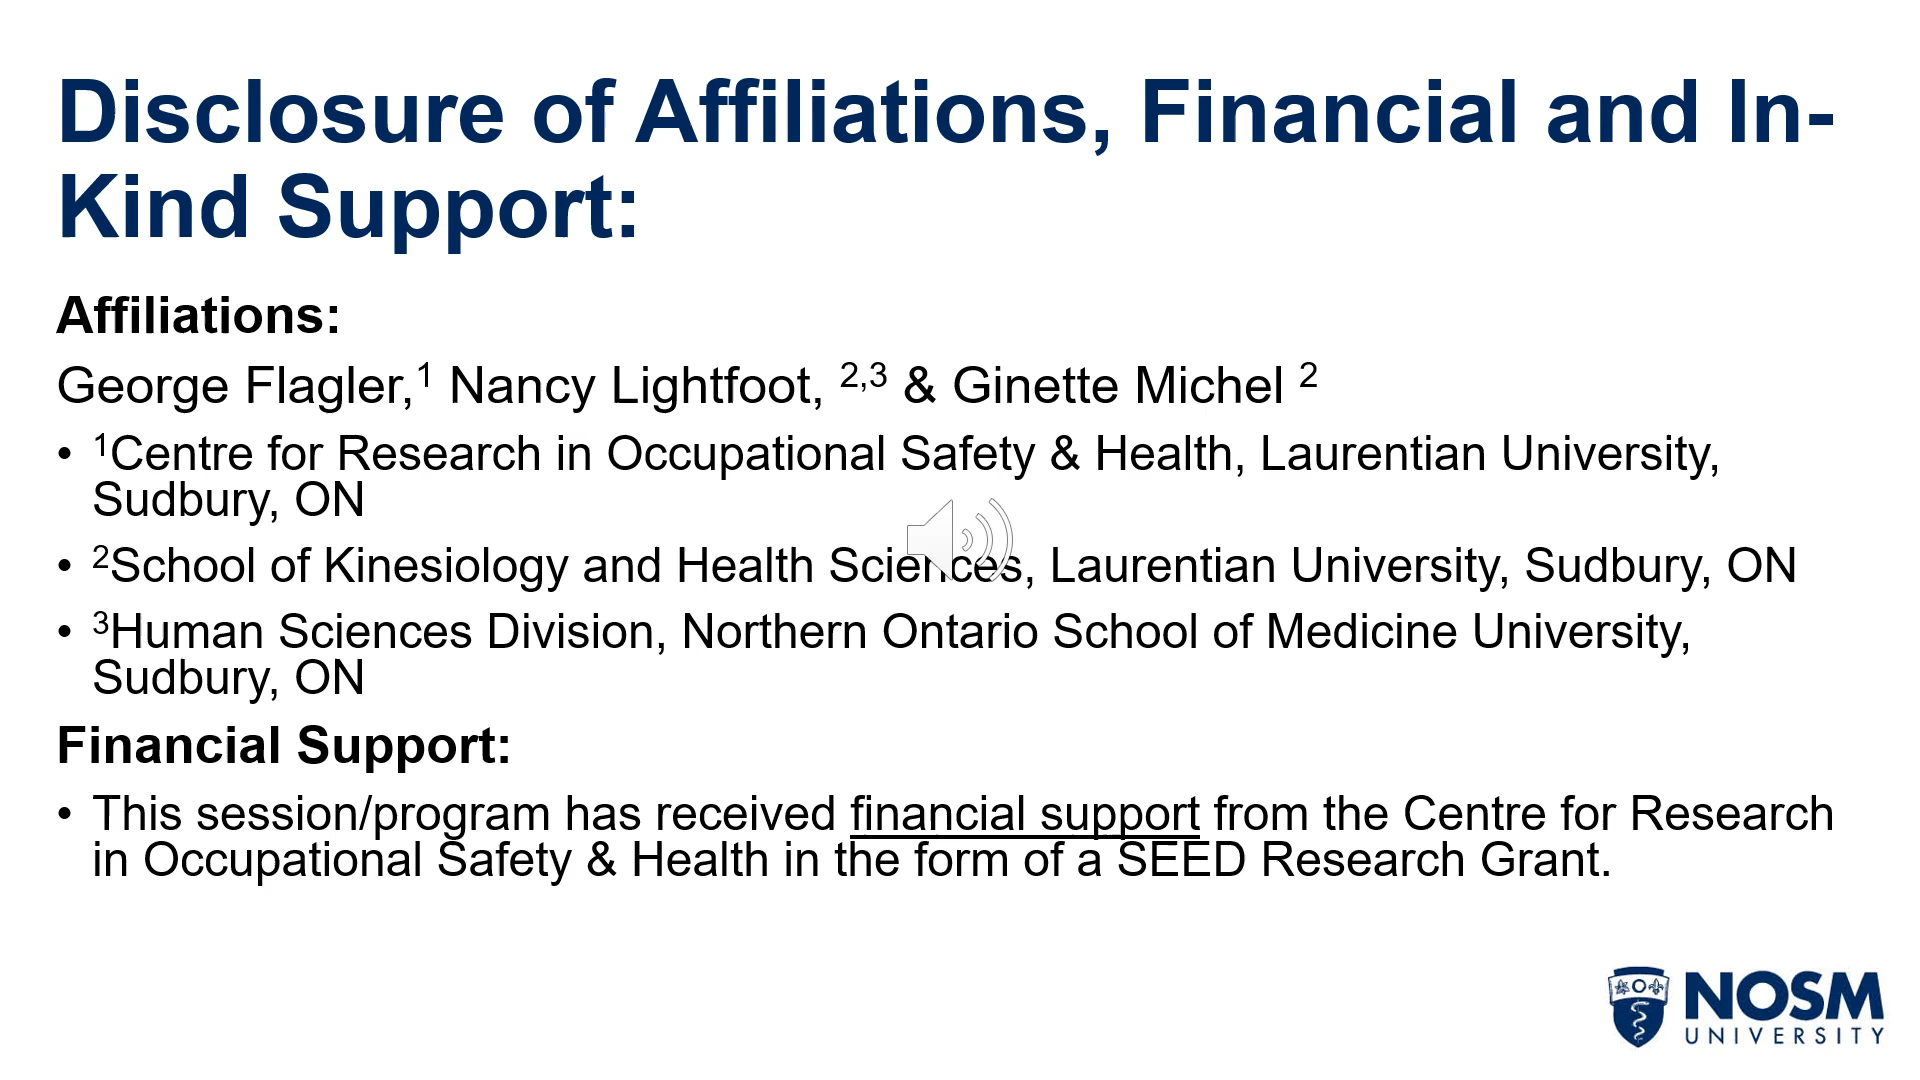 Disclosure of Affiliations, Financial and In-
Kind Support:
Affiliations:
George Flagler,¹ Nancy Lightfoot, ²,³ & Ginette Michel ²
• ¹Centre for Research in Occupational Safety & Health, Laurentian University,
Sudbury, ON
• ²School of Kinesiology and Health Sciences, Laurentian University, Sudbury, ON
• ³Human Sciences Division, Northern Ontario School of Medicine University,
Sudbury, ON
Financial Support:
• This session/program has received financial support from the Centre for Research
in Occupational Safety & Health in the form of a SEED Research Grant.
NOSM
UNIVERSITY